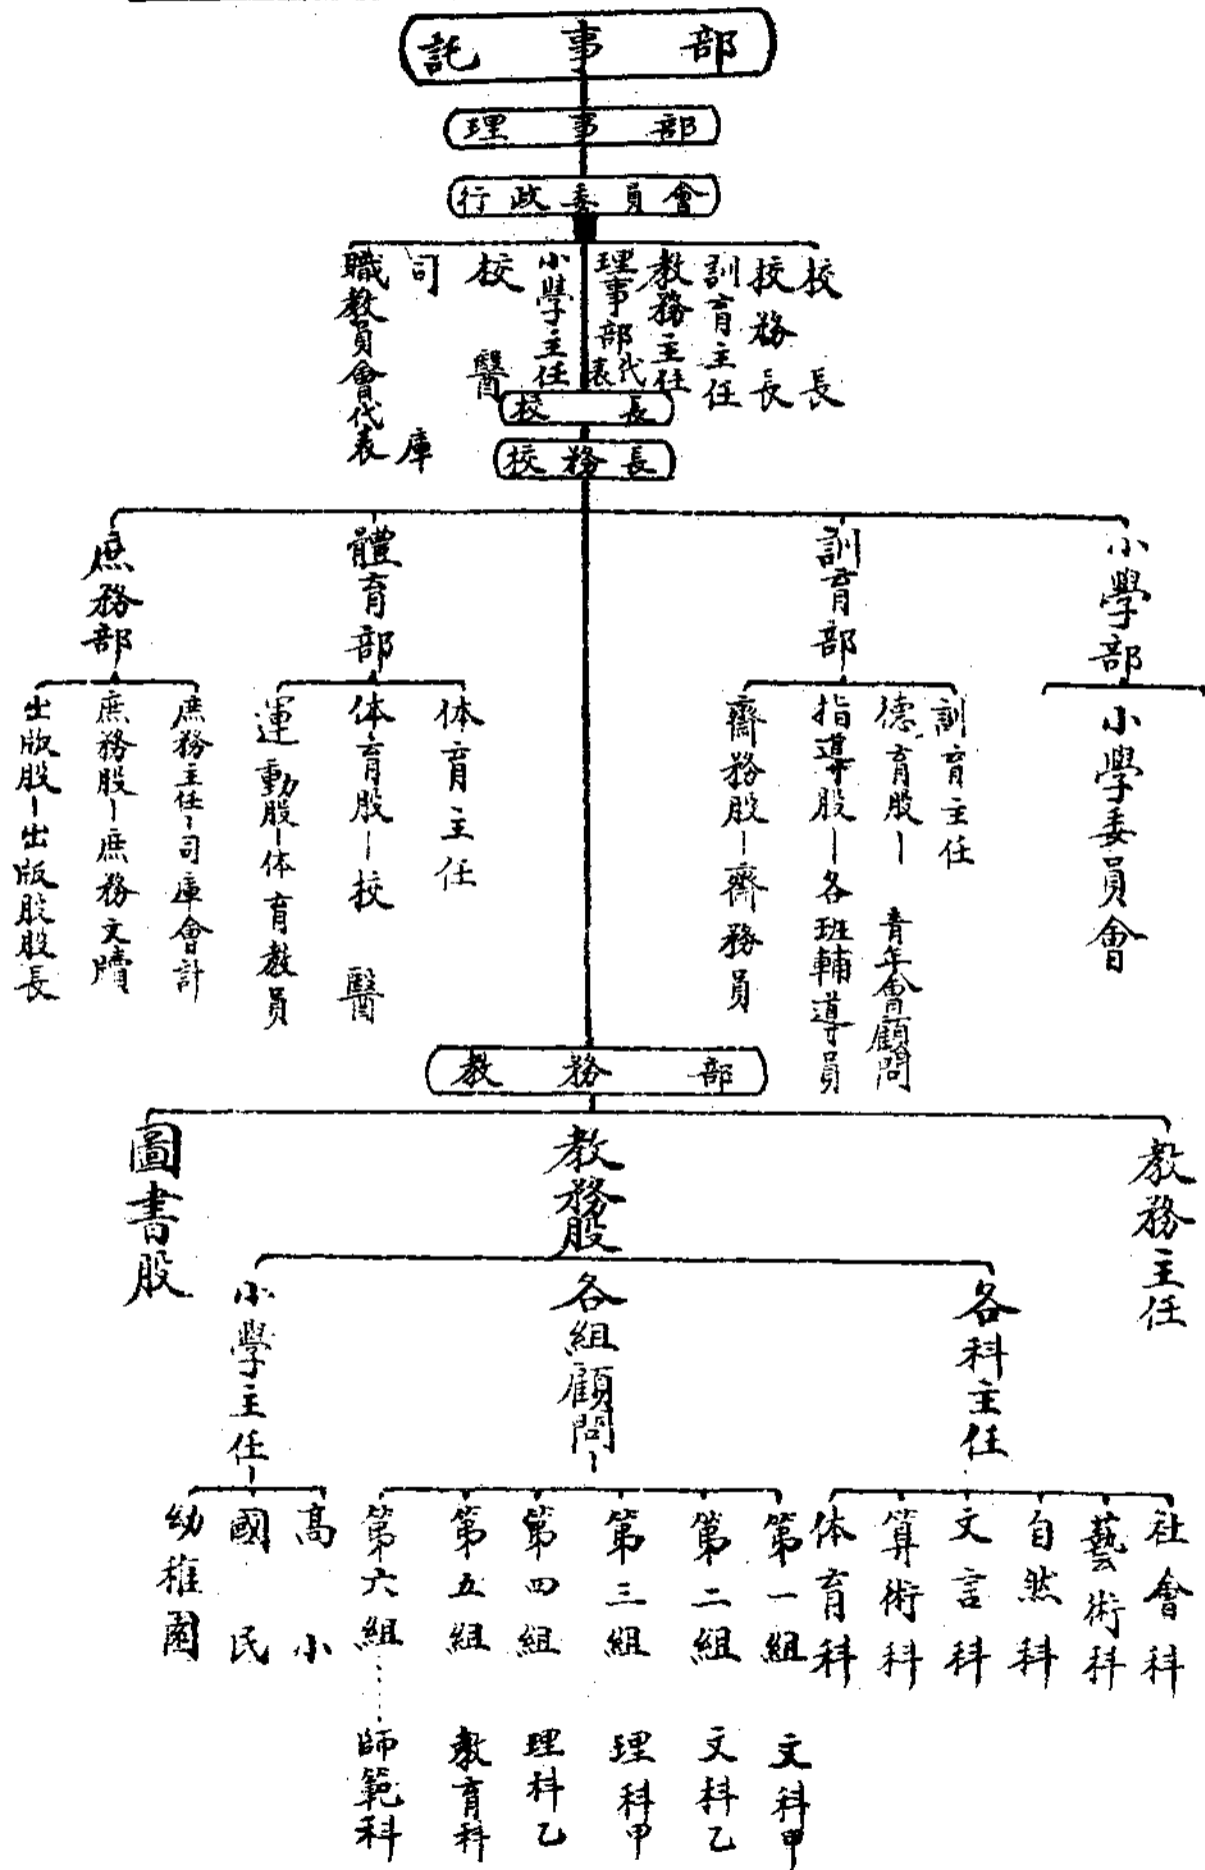 託事部
理事部
行政委員會
校長
校務長
訓育主任
教務主任
理事部代表
小學主任
校醫
司庫
職教員會代表
校長
校務長
小學部
訓育部
體育部
庶務部
小學委員會
訓育主任
德育股—青年會顧問
指導股—各班輔導員
齋務股—齋務員
体育主任
体育股—校醫
運動股—体育教員
庶務主任—司庫會計
庶務股—庶務文牘
出版股—出版股股長
教務部
教務主任
教務股
圖書股
各科主任
各組顧問—
小學主任—
社會科
藝術科
自然科
文言科
算術科
体育科
第一組 文科甲
第二組 文科乙
第三組 理科甲
第四組 理科乙
第五組 教育科
第六組……師範科
高小
國民
幼稚園